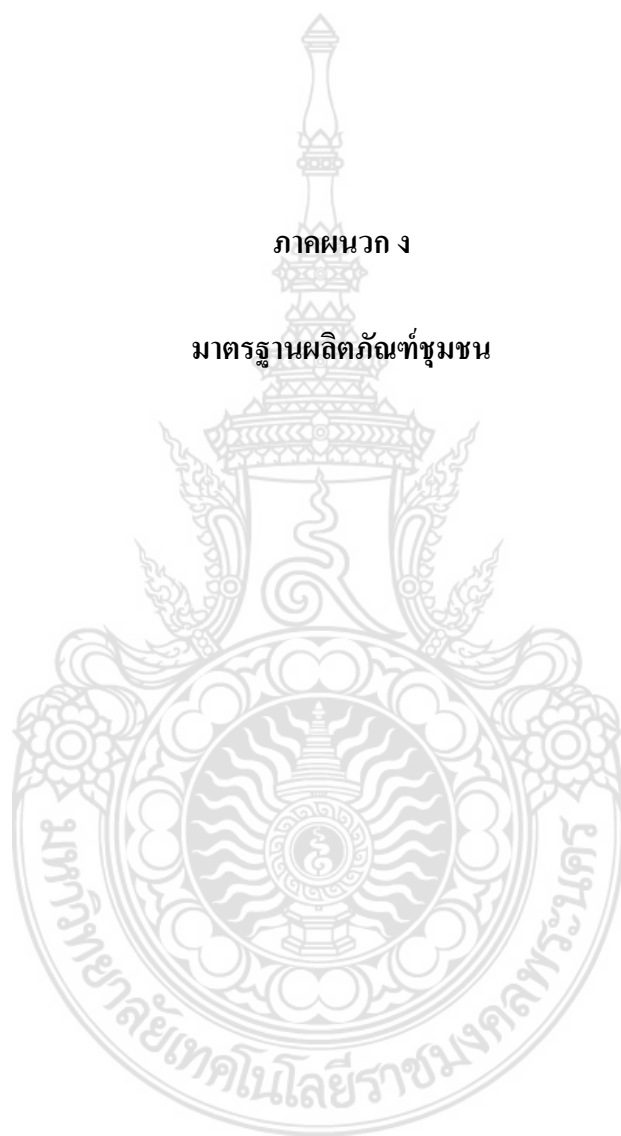 ภาคผนวก ง
มาตรฐานผลิตภัณฑ์ชุมชน
มหาวิทยาลัยเทคโนโลยีราชมงคลพระนคร